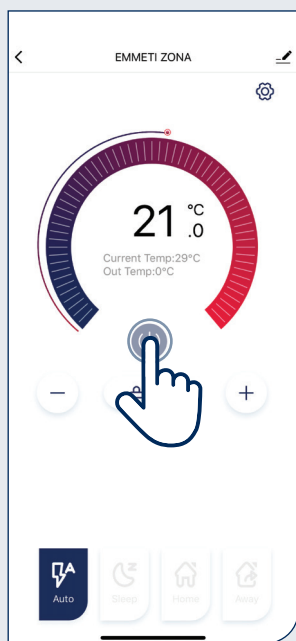 EMMETI ZONA
21.0 °C
Current Temp:29°C
Out Temp:0°C
− +
A
Auto
Sleep
Home
Away